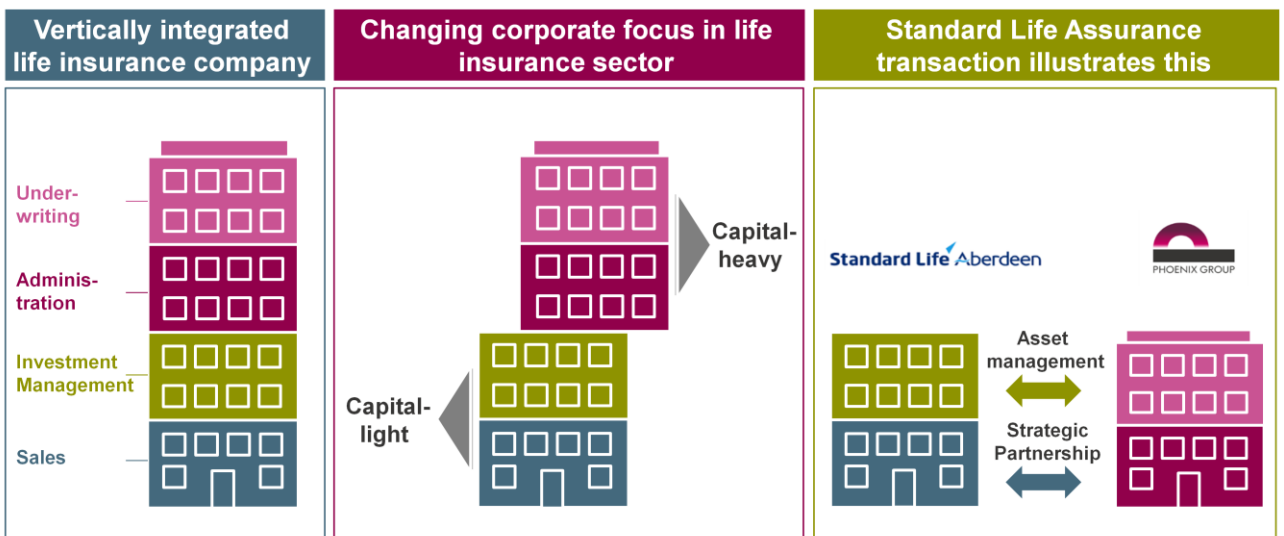 Vertically integrated
life insurance company
Changing corporate focus in life
insurance sector
Standard Life Assurance
transaction illustrates this
Under-
writing
Adminis-
tration
Investment
Management
Sales
Capital-
heavy
Capital-
light
Standard Life Aberdeen
PHOENIX GROUP
Asset
management
Strategic
Partnership